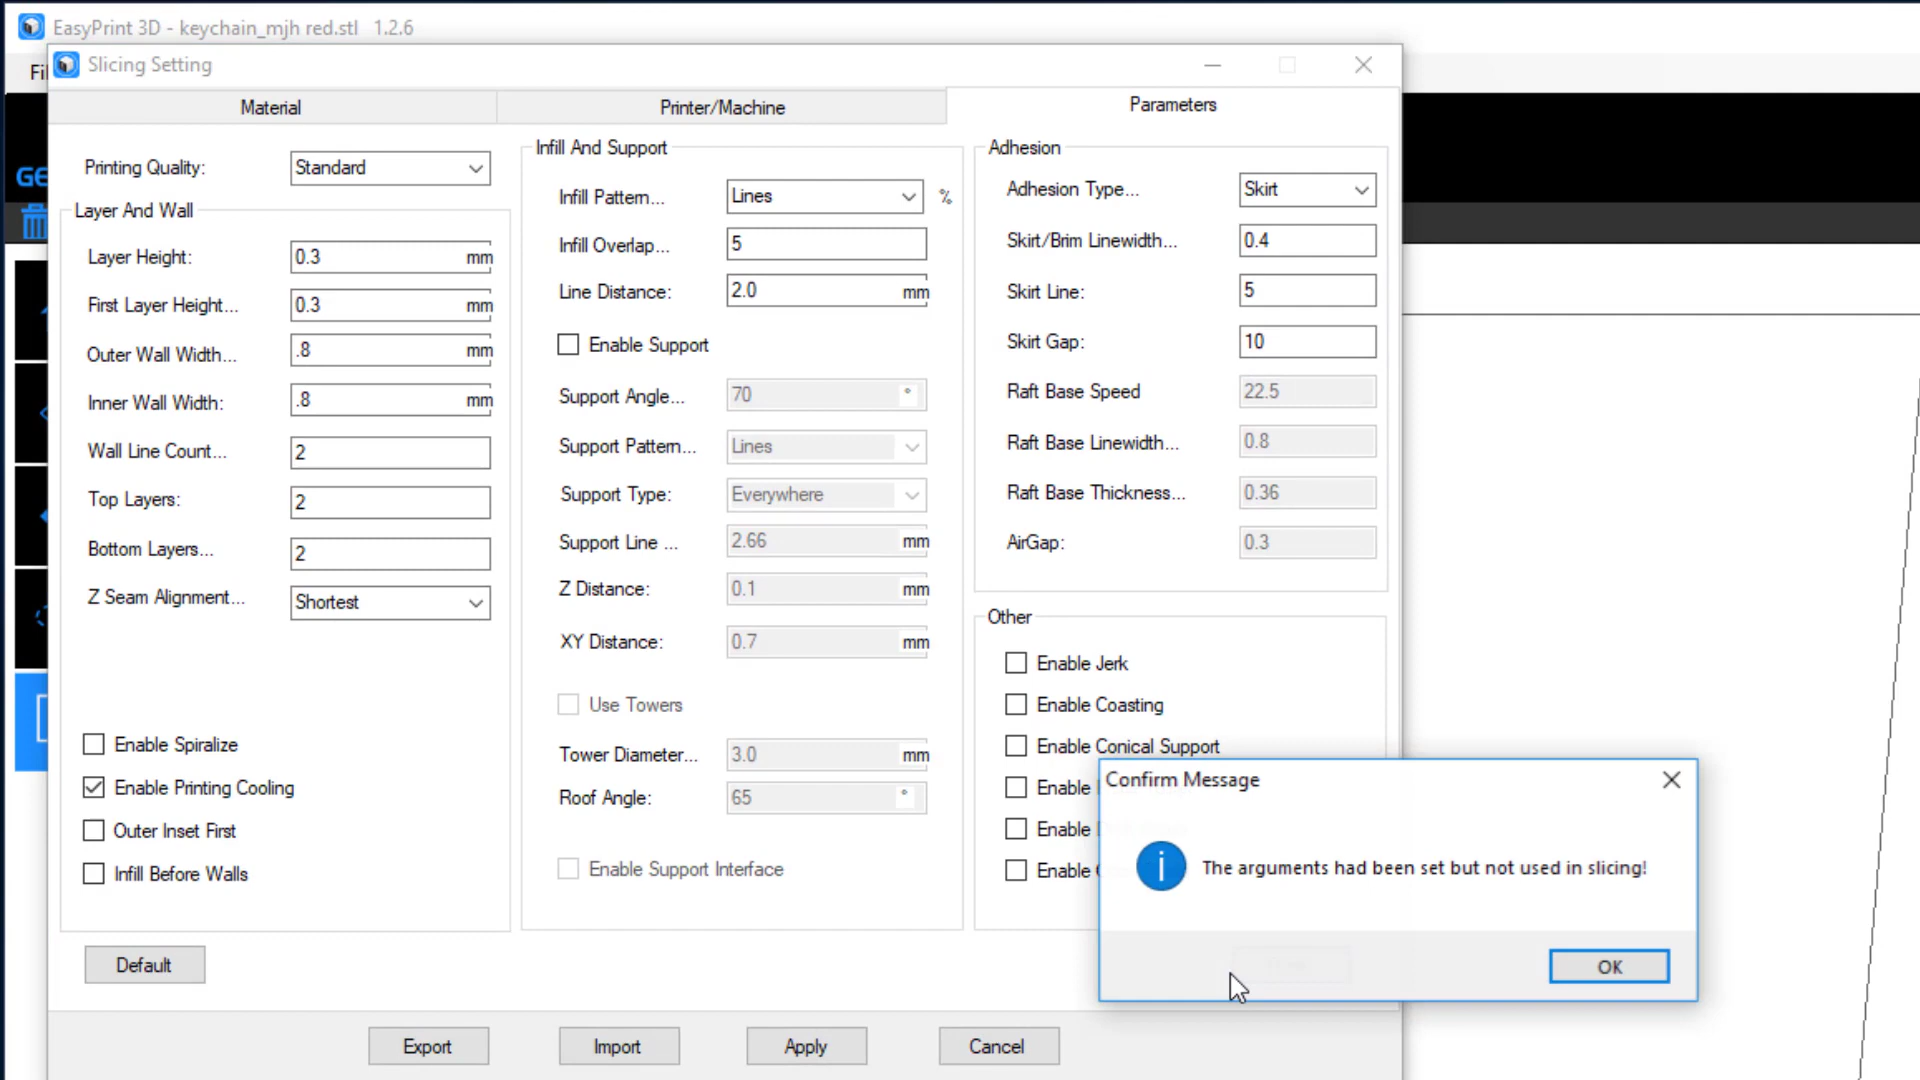 EasyPrint 3D - keychain_mjh red.stl 1.2.6
Fil
Slicing Setting
Material
Printer/Machine
Parameters
GE
Printing Quality:
Standard
Layer And Wall
Layer Height:
0.3
mm
First Layer Height...
0.3
mm
Outer Wall Width...
.8
mm
Inner Wall Width:
.8
mm
Wall Line Count...
2
Top Layers:
2
Bottom Layers...
2
Z Seam Alignment...
Shortest
Enable Spiralize
Enable Printing Cooling
Outer Inset First
Infill Before Walls
Infill And Support
Infill Pattern...
Lines
%
Infill Overlap...
5
Line Distance:
2.0
mm
Enable Support
Support Angle...
70
°
Support Pattern...
Lines
Support Type:
Everywhere
Support Line ...
2.66
mm
Z Distance:
0.1
mm
XY Distance:
0.7
mm
Use Towers
Tower Diameter...
3.0
mm
Roof Angle:
65
°
Enable Support Interface
Adhesion
Adhesion Type...
Skirt
Skirt/Brim Linewidth...
0.4
Skirt Line:
5
Skirt Gap:
10
Raft Base Speed
22.5
Raft Base Linewidth...
0.8
Raft Base Thickness...
0.36
AirGap:
0.3
Other
Enable Jerk
Enable Coasting
Enable Conical Support
Enable
Enable
Enable
Confirm Message
The arguments had been set but not used in slicing!
OK
Default
Export
Import
Apply
Cancel